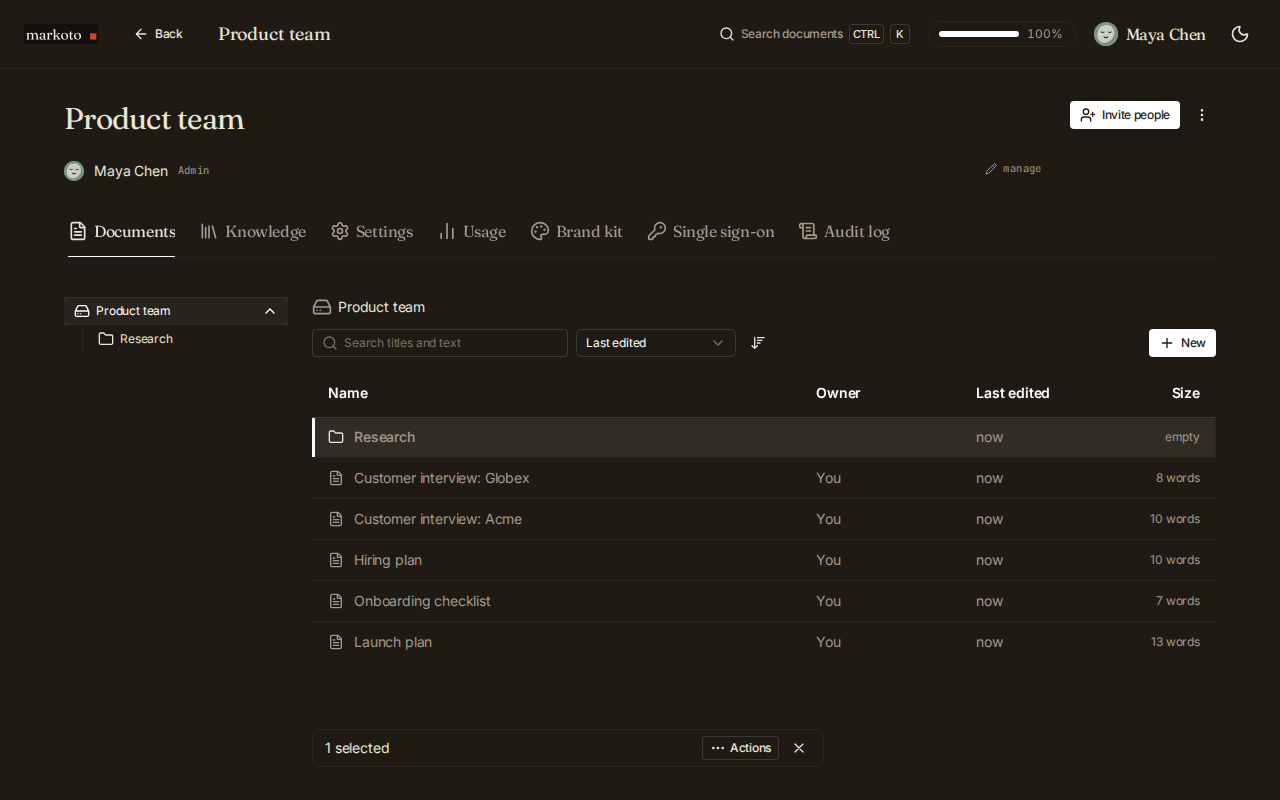 markoto
Back
Product team
Search documents CTRL K
100%
Maya Chen
Product team
Invite people
Maya Chen Admin
manage
Documents Knowledge Settings Usage Brand kit Single sign-on Audit log
Product team
Research
Product team
Search titles and text
Last edited
New
Name Owner Last edited Size
Research now empty
Customer interview: Globex You now 8 words
Customer interview: Acme You now 10 words
Hiring plan You now 10 words
Onboarding checklist You now 7 words
Launch plan You now 13 words
1 selected
Actions